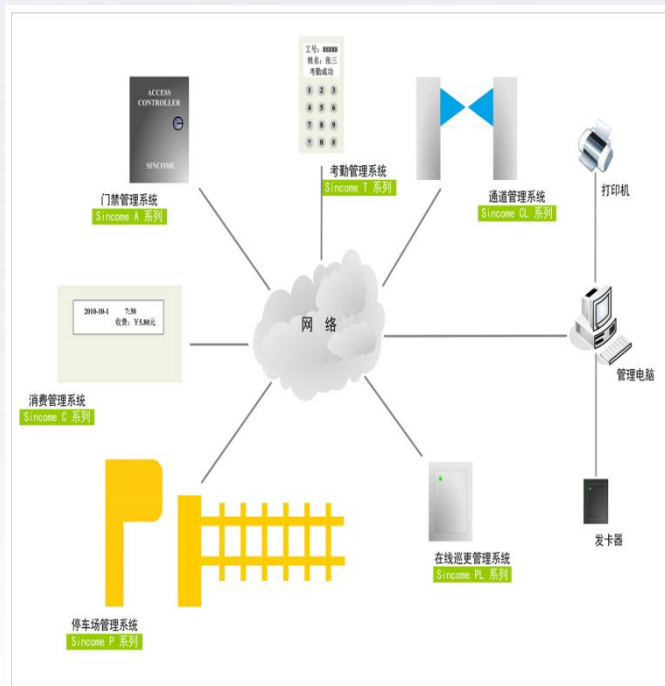 工号：88888
姓名：张三
考勤成功
1 2 3
4 5 6
7 8 9
* 0 #
考勤管理系统
Sincome T 系列
ACCESS
CONTROLLER
SINCOME
门禁管理系统
Sincome A 系列
通道管理系统
Sincome CL 系列
打印机
2010-10-1 7:30
收费：￥5.80元
消费管理系统
Sincome C 系列
网 络
管理电脑
停车场管理系统
Sincome P 系列
在线巡更管理系统
Sincome PL 系列
发卡器